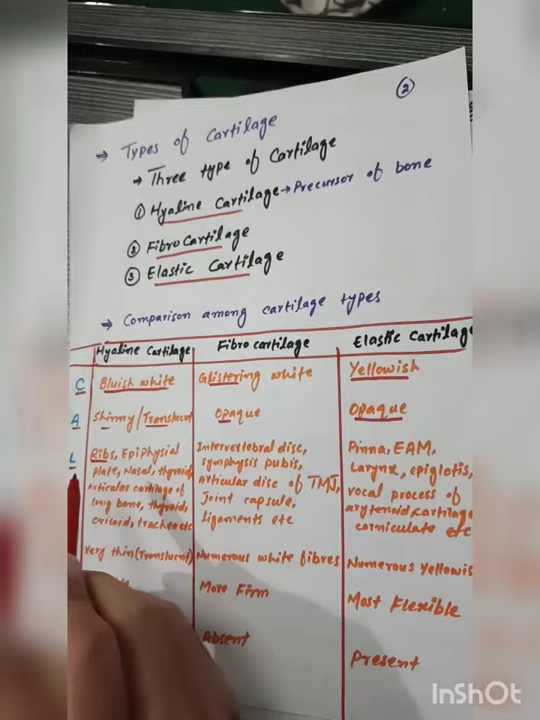 ②
→ Types of Cartilage
→ Three type of Cartilage
① Hyaline Cartilage → Precursor of bone
② Fibro Cartilage
③ Elastic Cartilage
⇒ Comparison among cartilage types
Hyaline Cartilage Fibro cartilage Elastic Cartilage
C Bluish white Glistering white Yellowish
A Shinny/Translucent Opaque Opaque
L Ribs, Epiphysial
plate, Nasal, thyroid,
articular cartilage of
long bone, thyroid,
cricoid, trachea etc
Intervertebral disc,
symphysis pubis,
Articular disc of TMJ,
Joint capsule,
Ligaments etc
Pinna, EAM,
Larynx, epiglotis,
vocal process of
arytenoid, cartilage
corniculate etc
Very thin (Translucent) Numerous white fibres Numerous Yellowis
More Firm Most Flexible
Absent Present
InShOt